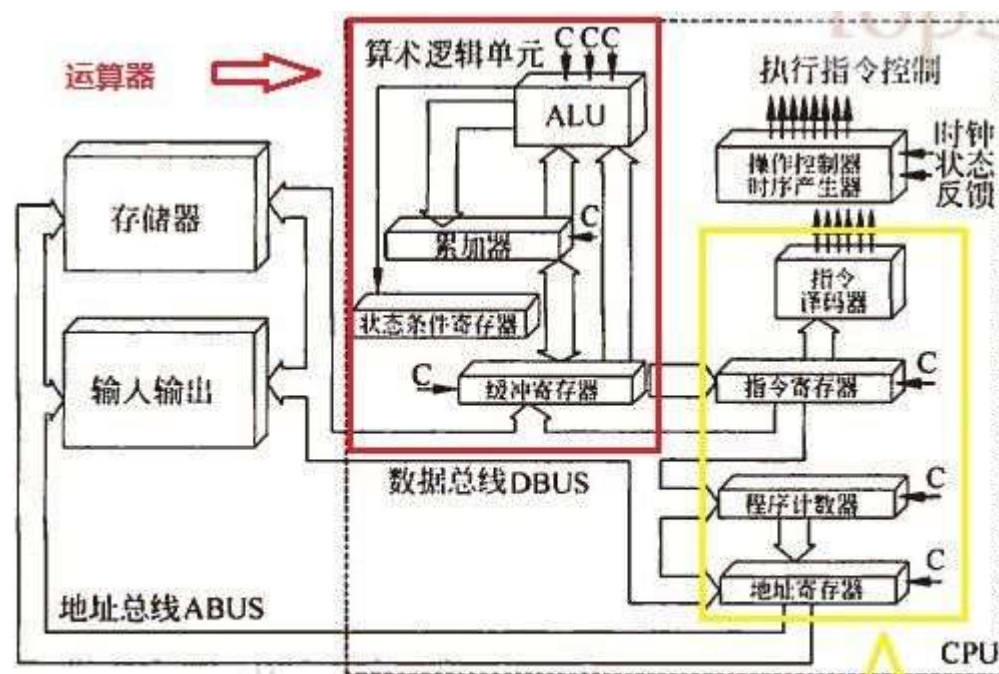 运算器
算术逻辑单元
C C C
ALU
累加器
C
状态条件寄存器
C
缓冲寄存器
存储器
输入输出
数据总线DBUS
地址总线ABUS
执行指令控制
操作控制器
时序产生器
时钟
状态
反馈
指令
译码器
指令寄存器
C
程序计数器
C
地址寄存器
C
CPU